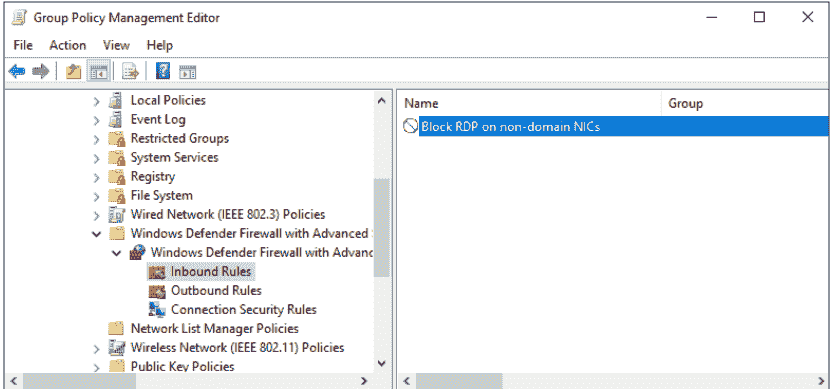 Group Policy Management Editor
File Action View Help
Local Policies
Event Log
Restricted Groups
System Services
Registry
File System
Wired Network (IEEE 802.3) Policies
Windows Defender Firewall with Advanced
Windows Defender Firewall with Advanc
Inbound Rules
Outbound Rules
Connection Security Rules
Network List Manager Policies
Wireless Network (IEEE 802.11) Policies
Public Key Policies
Name Group
Block RDP on non-domain NICs